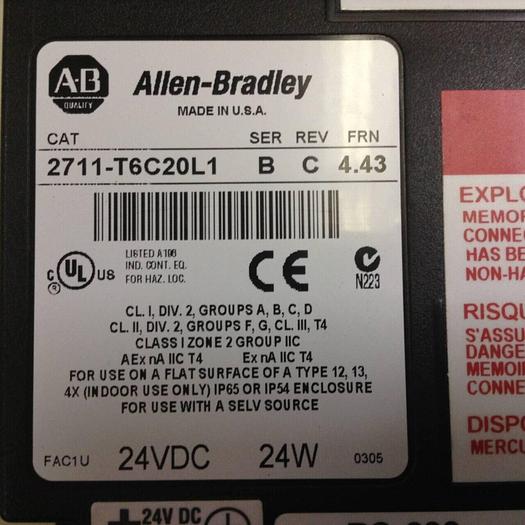 A-B
QUALITY
Allen-Bradley
MADE IN U.S.A.
CAT SER REV FRN
2711-T6C20L1 B C 4.43
c UL US
R
LISTED A196
IND. CONT. EQ.
FOR HAZ. LOC.
CE
N223
CL. I, DIV. 2, GROUPS A, B, C, D
CL. II, DIV. 2, GROUPS F, G, CL. III, T4
CLASS I ZONE 2 GROUP IIC
AEx nA IIC T4 Ex nA IIC T4
FOR USE ON A FLAT SURFACE OF A TYPE 12, 13,
4X (INDOOR USE ONLY) IP65 OR IP54 ENCLOSURE
FOR USE WITH A SELV SOURCE
FAC1U 24VDC 24W 0305
EXPLO
MEMOR
CONNE
HAS BE
NON-HA
RISQU
S'ASSU
DANGE
MEMOI
CONNE
DISPO
MERCU
24V DC